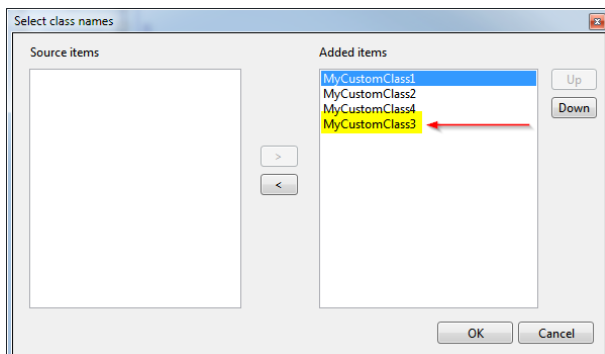 Select class names
x
Source items
Added items
MyCustomClass1
MyCustomClass2
MyCustomClass4
MyCustomClass3
>
<
Up
Down
OK
Cancel